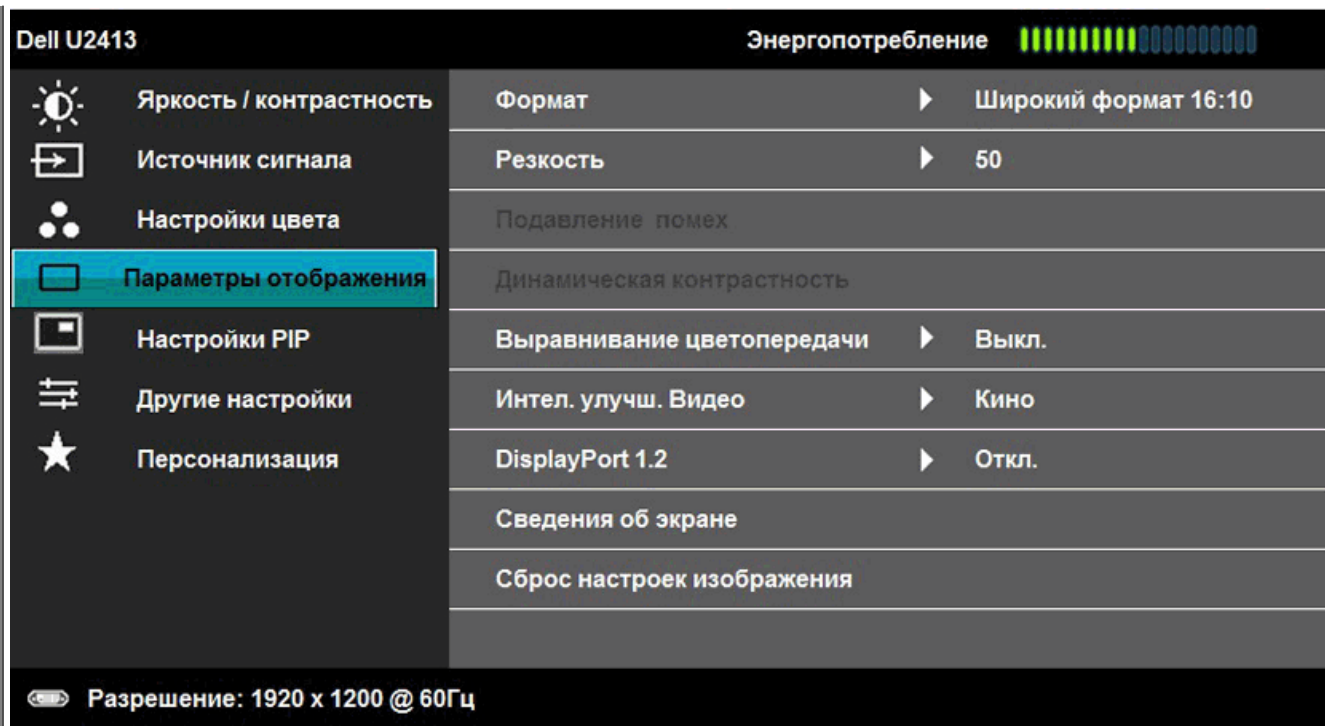 Dell U2413 Энергопотребление
Яркость / контрастность Формат Широкий формат 16:10
Источник сигнала Резкость 50
Настройки цвета Подавление помех
Параметры отображения Динамическая контрастность
Настройки PIP Выравнивание цветопередачи Выкл.
Другие настройки Интел. улучш. Видео Кино
Персонализация DisplayPort 1.2 Откл.
Сведения об экране
Сброс настроек изображения
Разрешение: 1920 x 1200 @ 60Гц